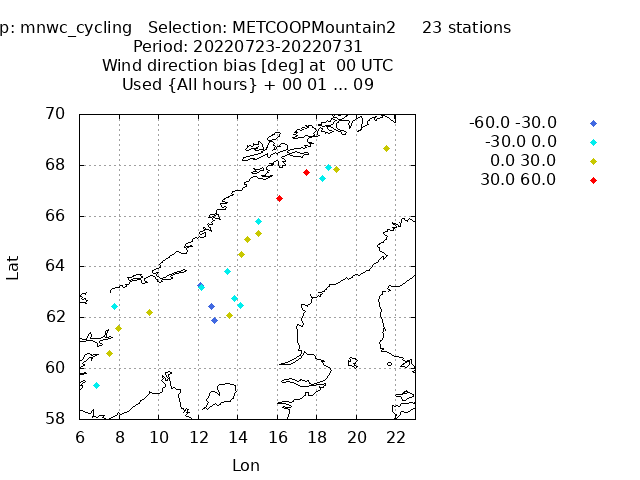 p: mnwc_cycling   Selection: METCOOPMountain2     23 stations
Period: 20220723-20220731
Wind direction bias [deg] at  00 UTC
Used {All hours} + 00 01 ... 09
-60.0 -30.0
-30.0 0.0
0.0 30.0
30.0 60.0
70
68
66
64
62
60
58
Lat
6 8 10 12 14 16 18 20 22
Lon